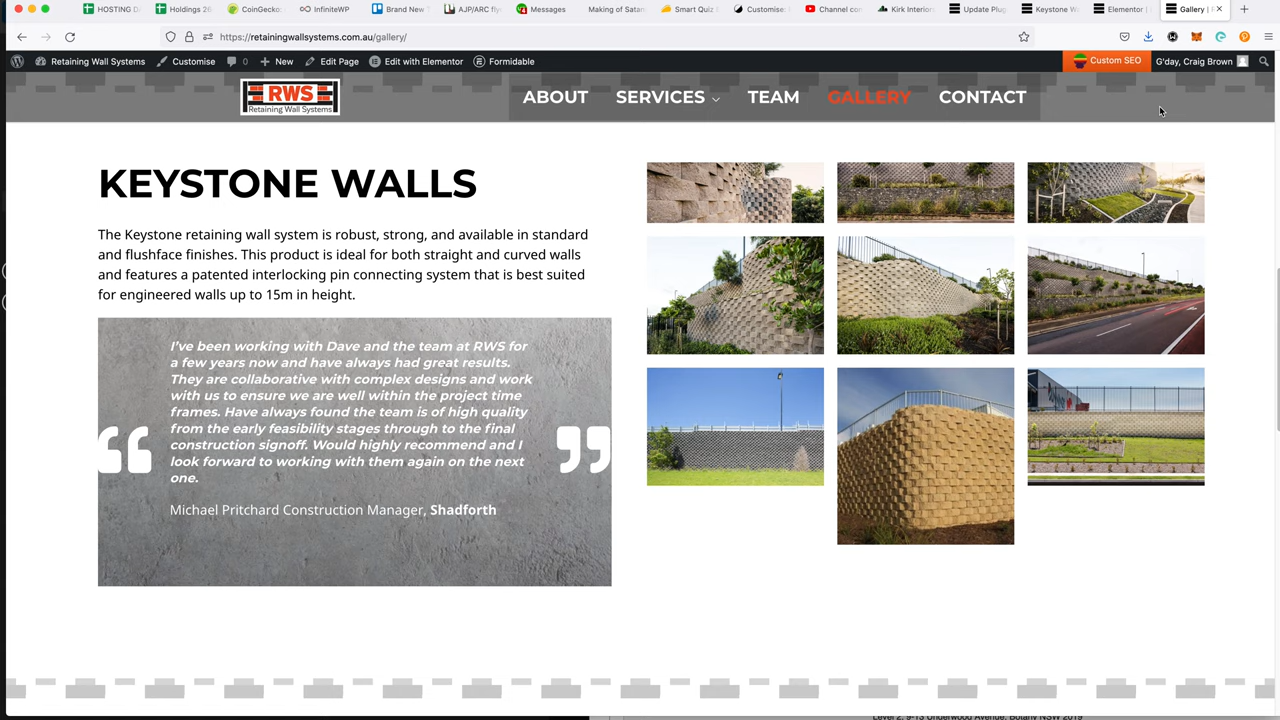 HOSTING D
Holdings 26
CoinGecko:
InfiniteWP
Brand New T
AJP/ARC fly
Messages
Making of Satan
Smart Quiz
Customise:
Channel con
Kirk Interior
Update Plug
Keystone W
Elementor |
Gallery |
https://retainingwallsystems.com.au/gallery/
Retaining Wall Systems
Customise
0
New
Edit Page
Edit with Elementor
Formidable
Custom SEO
G'day, Craig Brown
RWS
Retaining Wall Systems
ABOUT
SERVICES
TEAM
GALLERY
CONTACT
KEYSTONE WALLS
The Keystone retaining wall system is robust, strong, and available in standard
and flushface finishes. This product is ideal for both straight and curved walls
and features a patented interlocking pin connecting system that is best suited
for engineered walls up to 15m in height.
I've been working with Dave and the team at RWS for
a few years now and have always had great results.
They are collaborative with complex designs and work
with us to ensure we are well within the project time
frames. Have always found the team is of high quality
from the early feasibility stages through to the final
construction signoff. Would highly recommend and I
look forward to working with them again on the next
one.
Michael Pritchard Construction Manager, Shadforth
Level 2, 9-13 Underwood Avenue, Botany NSW 2019